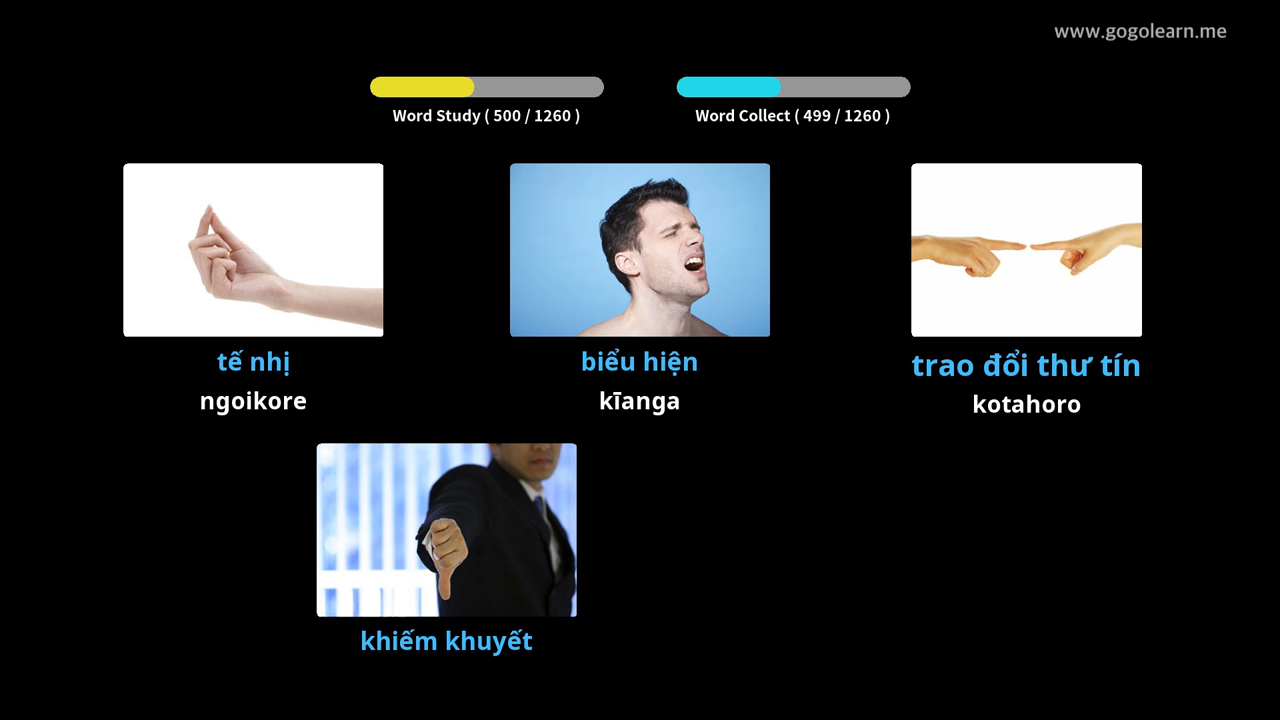 www.gogolearn.me
Word Study ( 500 / 1260 )
Word Collect ( 499 / 1260 )
tế nhị
ngoikore
biểu hiện
kīanga
trao đổi thư tín
kotahoro
khiếm khuyết